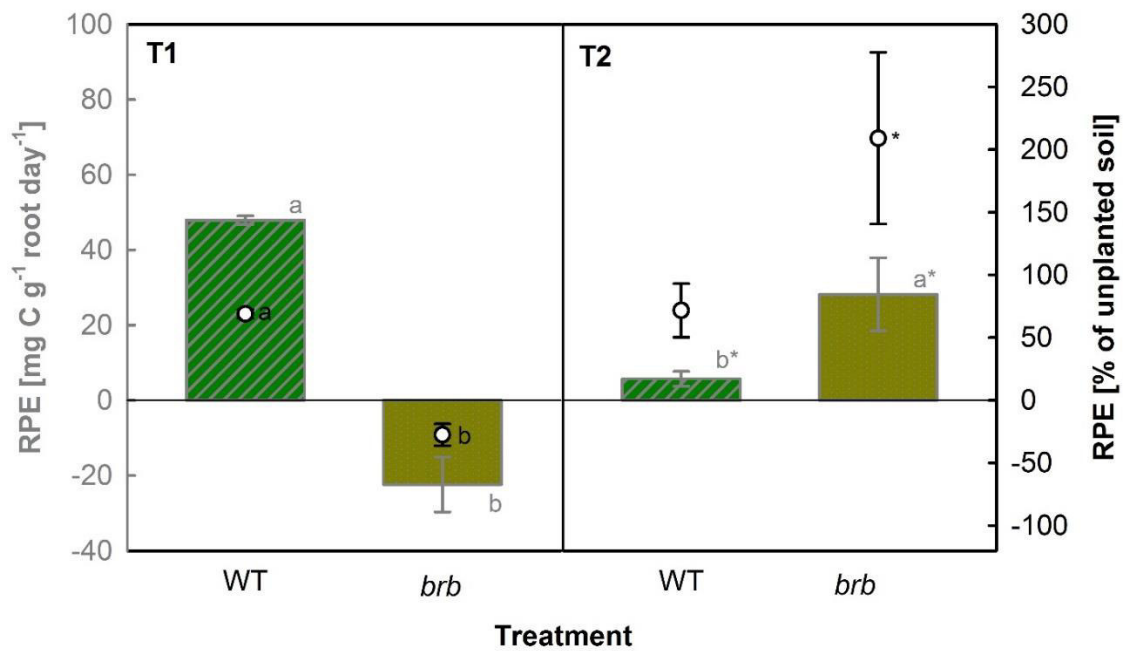 RPE [mg C g⁻¹ root day⁻¹]
100
80
60
40
20
0
-20
-40
T1
a
a
b
b
T2
b*
*
a*
300
250
200
150
100
50
0
-50
-100
RPE [% of unplanted soil]
WT
brb
WT
brb
Treatment